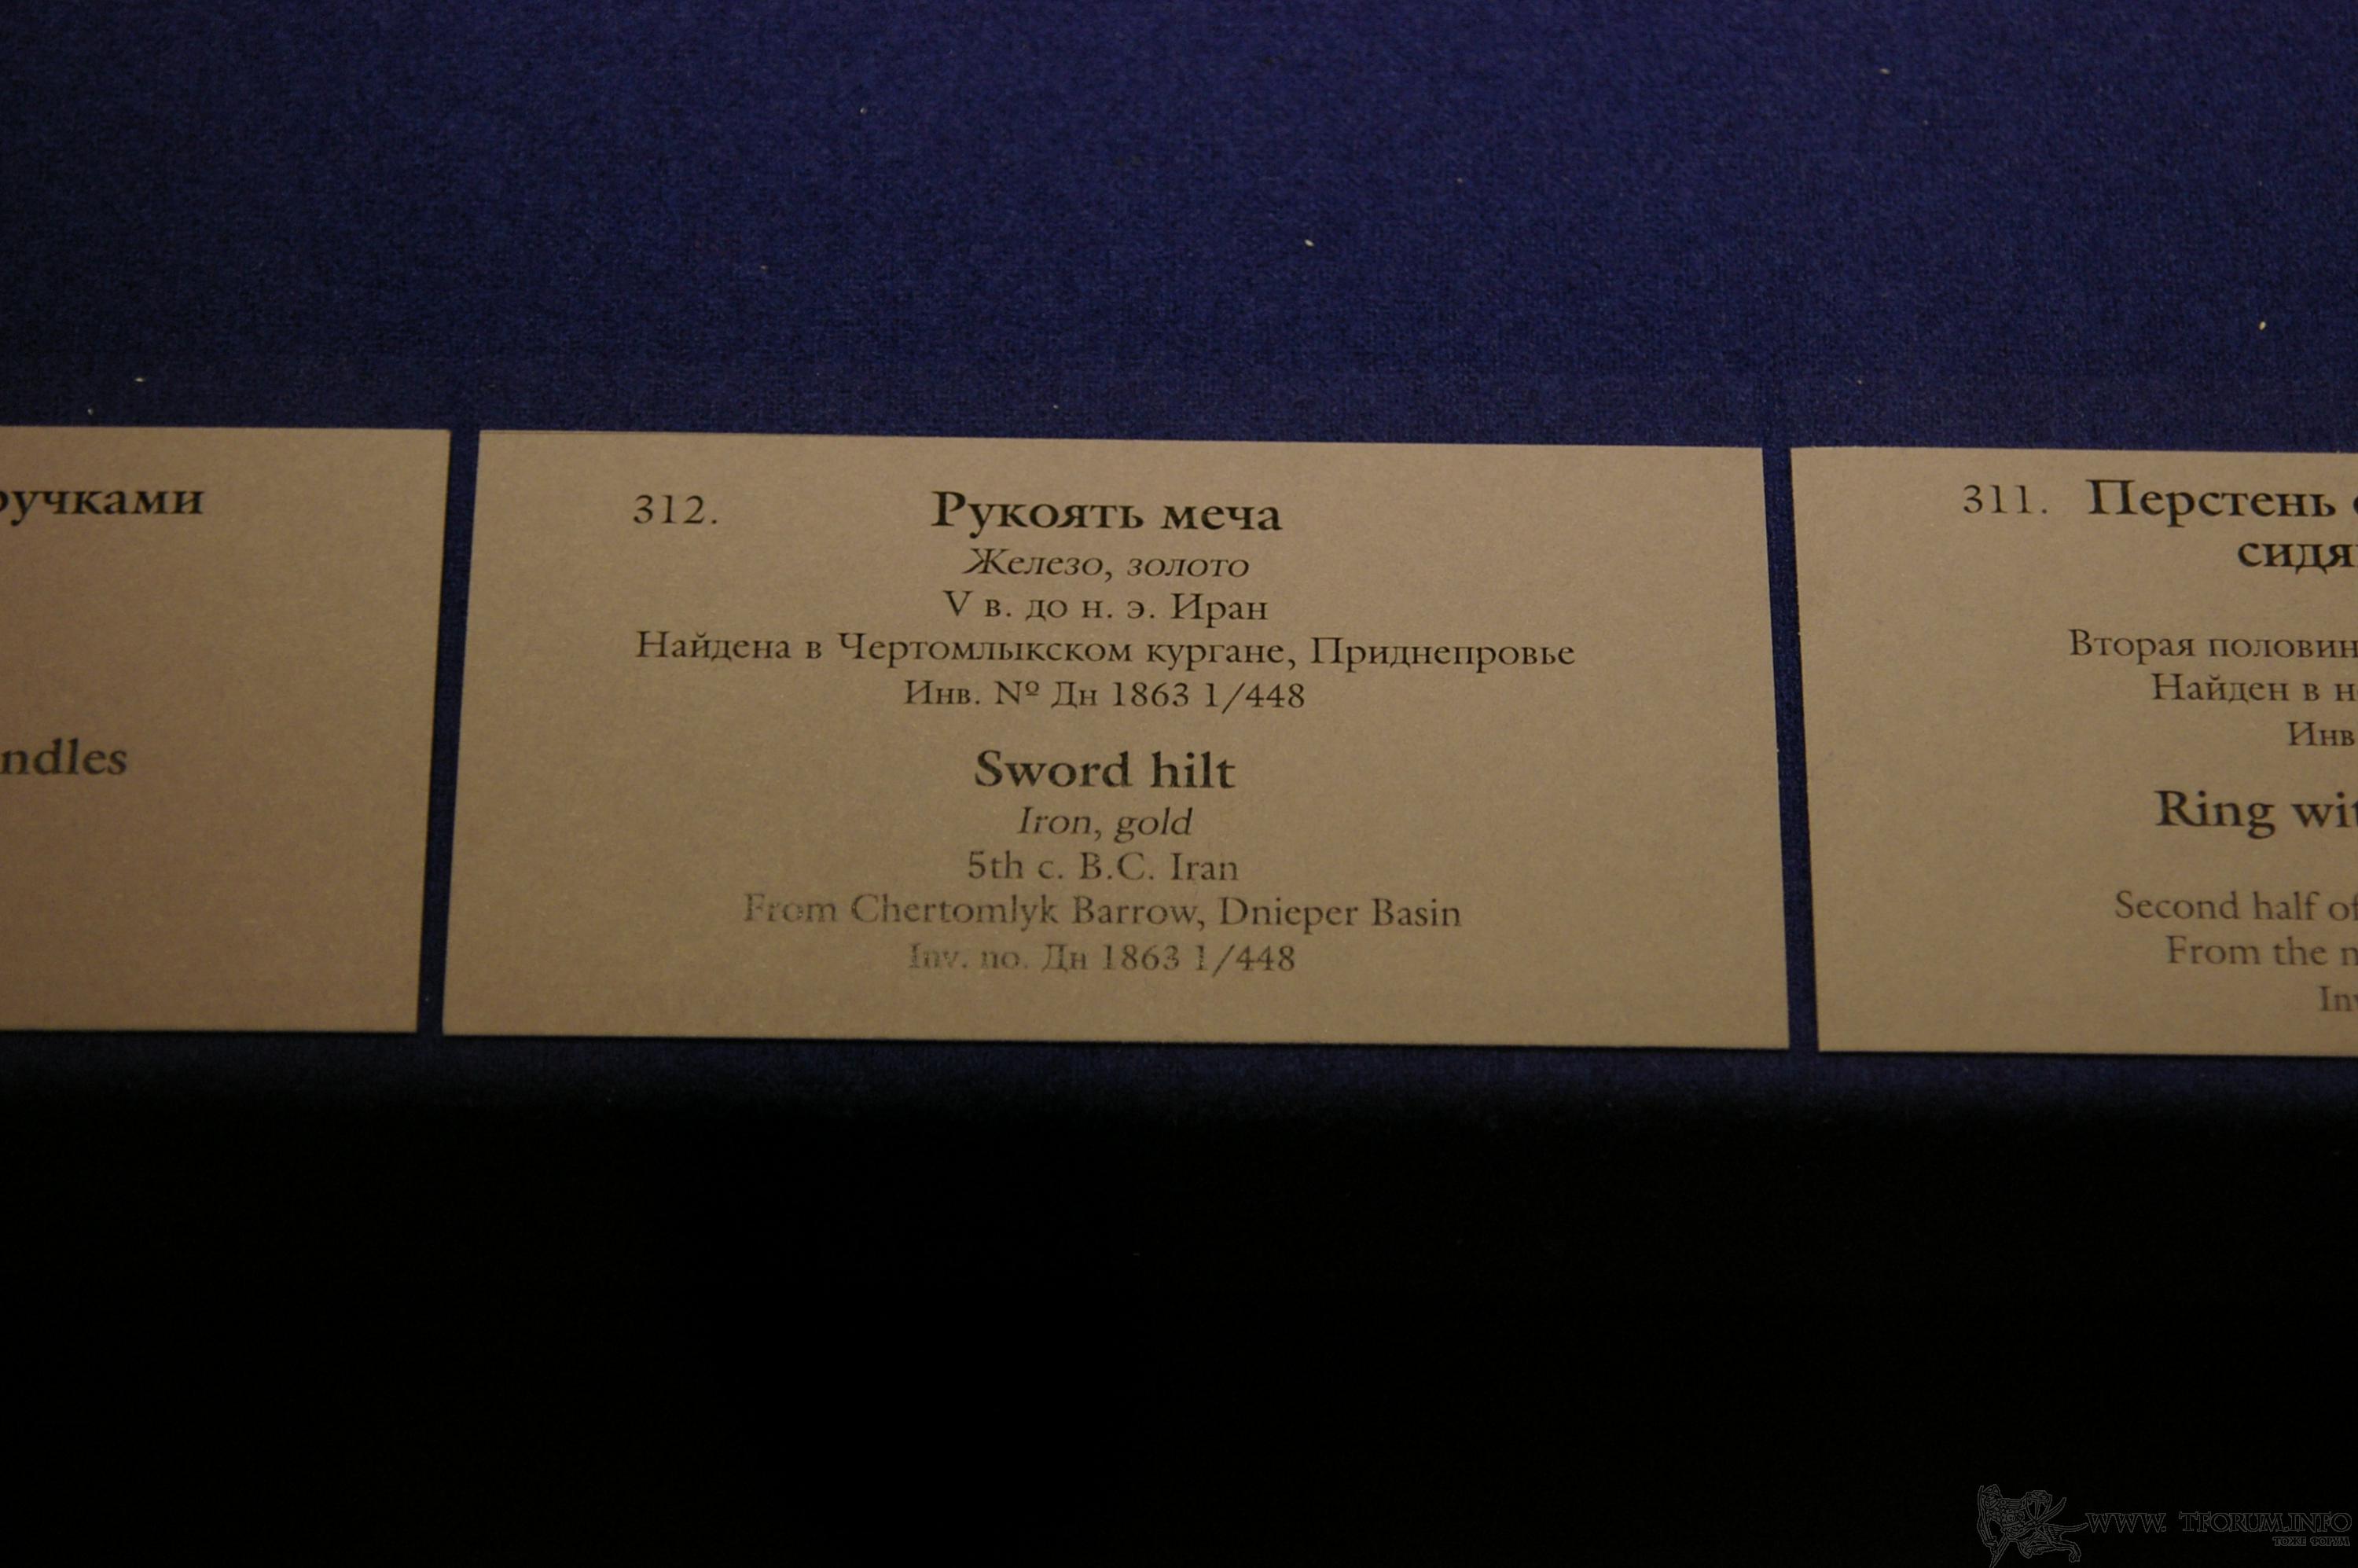 ручками
ndles
312. Рукоять меча
Железо, золото
V в. до н. э. Иран
Найдена в Чертомлыкском кургане, Приднепровье
Инв. № Дн 1863 1/448
Sword hilt
Iron, gold
5th c. B.C. Iran
From Chertomlyk Barrow, Dnieper Basin
Inv. no. Дн 1863 1/448
311. Перстень
сидя
Вторая половин
Найден в н
Инв
Ring wit
Second half of
From the n
Inv
WWW. TFORUM.INFO
ТОЖЕ ФОРУМ